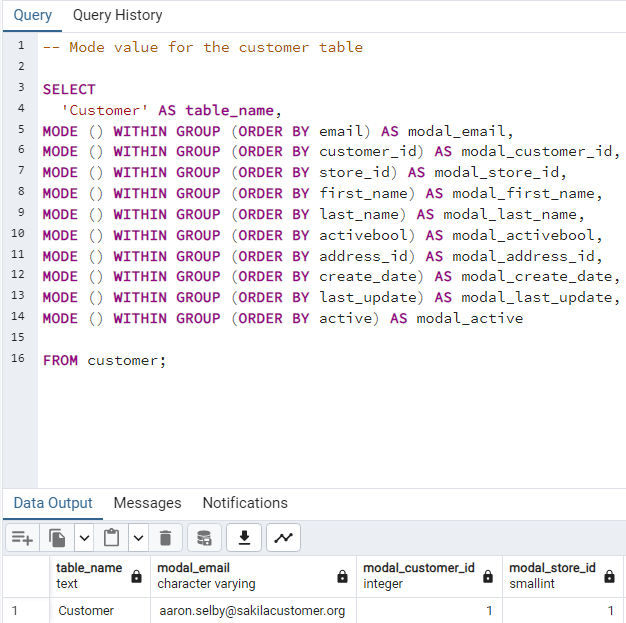 Query Query History
1 -- Mode value for the customer table
2
3 SELECT
4 'Customer' AS table_name,
5 MODE () WITHIN GROUP (ORDER BY email) AS modal_email,
6 MODE () WITHIN GROUP (ORDER BY customer_id) AS modal_customer_id,
7 MODE () WITHIN GROUP (ORDER BY store_id) AS modal_store_id,
8 MODE () WITHIN GROUP (ORDER BY first_name) AS modal_first_name,
9 MODE () WITHIN GROUP (ORDER BY last_name) AS modal_last_name,
10 MODE () WITHIN GROUP (ORDER BY activebool) AS modal_activebool,
11 MODE () WITHIN GROUP (ORDER BY address_id) AS modal_address_id,
12 MODE () WITHIN GROUP (ORDER BY create_date) AS modal_create_date,
13 MODE () WITHIN GROUP (ORDER BY last_update) AS modal_last_update,
14 MODE () WITHIN GROUP (ORDER BY active) AS modal_active
15
16 FROM customer;
Data Output Messages Notifications
table_name modal_email modal_customer_id modal_store_id
text character varying integer smallint
1 Customer aaron.selby@sakilacustomer.org 1 1